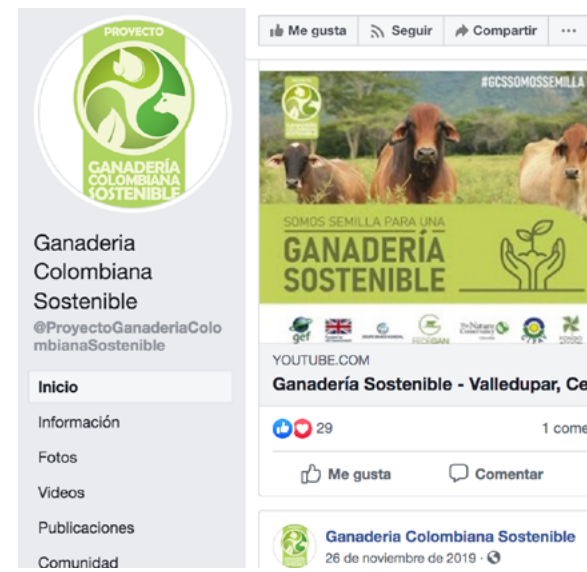 PROYECTO
GANADERÍA
COLOMBIANA
SOSTENIBLE
Ganaderia
Colombiana
Sostenible
@ProyectoGanaderiaColo
mbianaSostenible
Inicio
Información
Fotos
Videos
Publicaciones
Comunidad
Me gusta
Seguir
Compartir
#GCSSOMOSSEMILLA
SOMOS SEMILLA PARA UNA
GANADERÍA
SOSTENIBLE
gef
FEDEGAN
YOUTUBE.COM
Ganadería Sostenible - Valledupar, Ce
29
1 come
Me gusta
Comentar
Ganaderia Colombiana Sostenible
26 de noviembre de 2019 ·